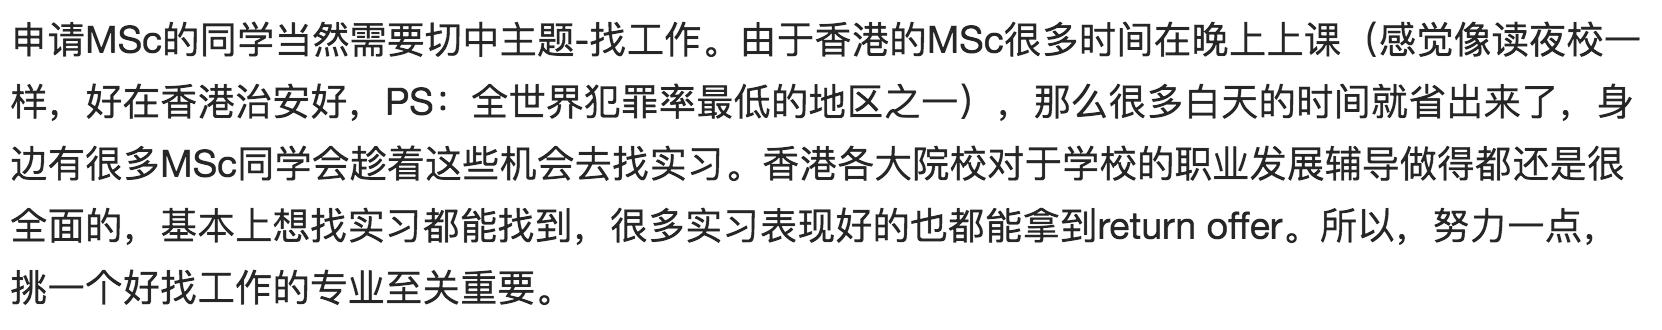 申请MSc的同学当然需要切中主题-找工作。由于香港的MSc很多时间在晚上上课（感觉像读夜校一
样，好在香港治安好，PS：全世界犯罪率最低的地区之一），那么很多白天的时间就省出来了，身
边有很多MSc同学会趁着这些机会去找实习。香港各大院校对于学校的职业发展辅导做得都还是很
全面的，基本上想找实习都能找到，很多实习表现好的也都能拿到return offer。所以，努力一点，
挑一个好找工作的专业至关重要。